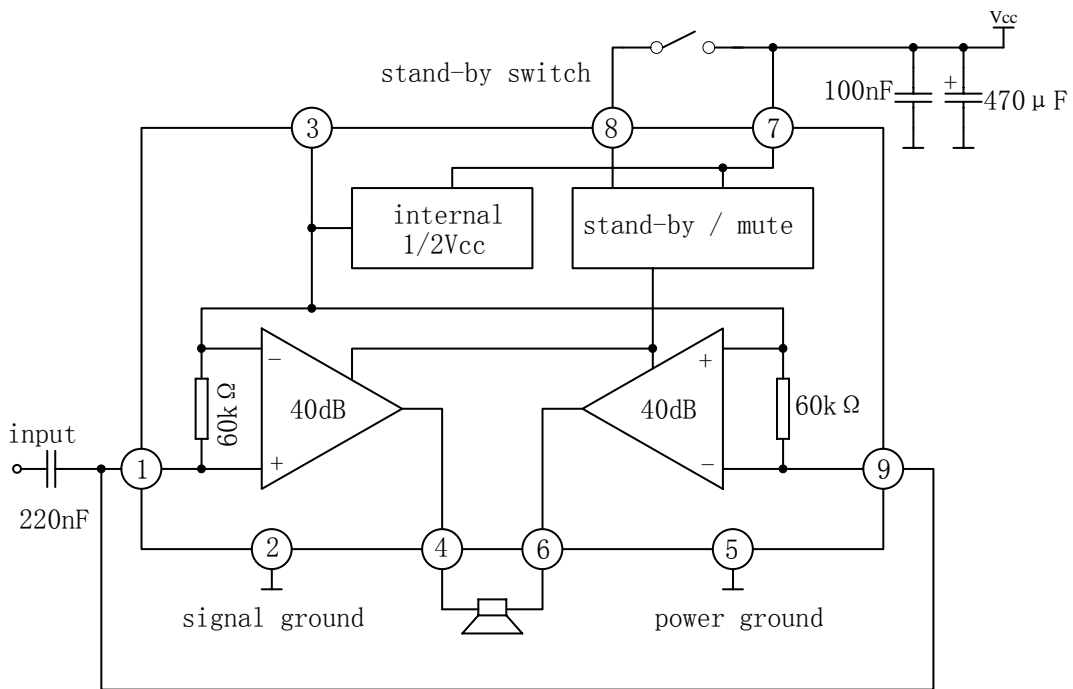 Vcc
stand-by switch
100nF
+
470μF
3
8
7
internal
1/2Vcc
stand-by / mute
−
+
40dB
40dB
60kΩ
60kΩ
input
1
+
−
9
220nF
2
4
6
5
signal ground
power ground